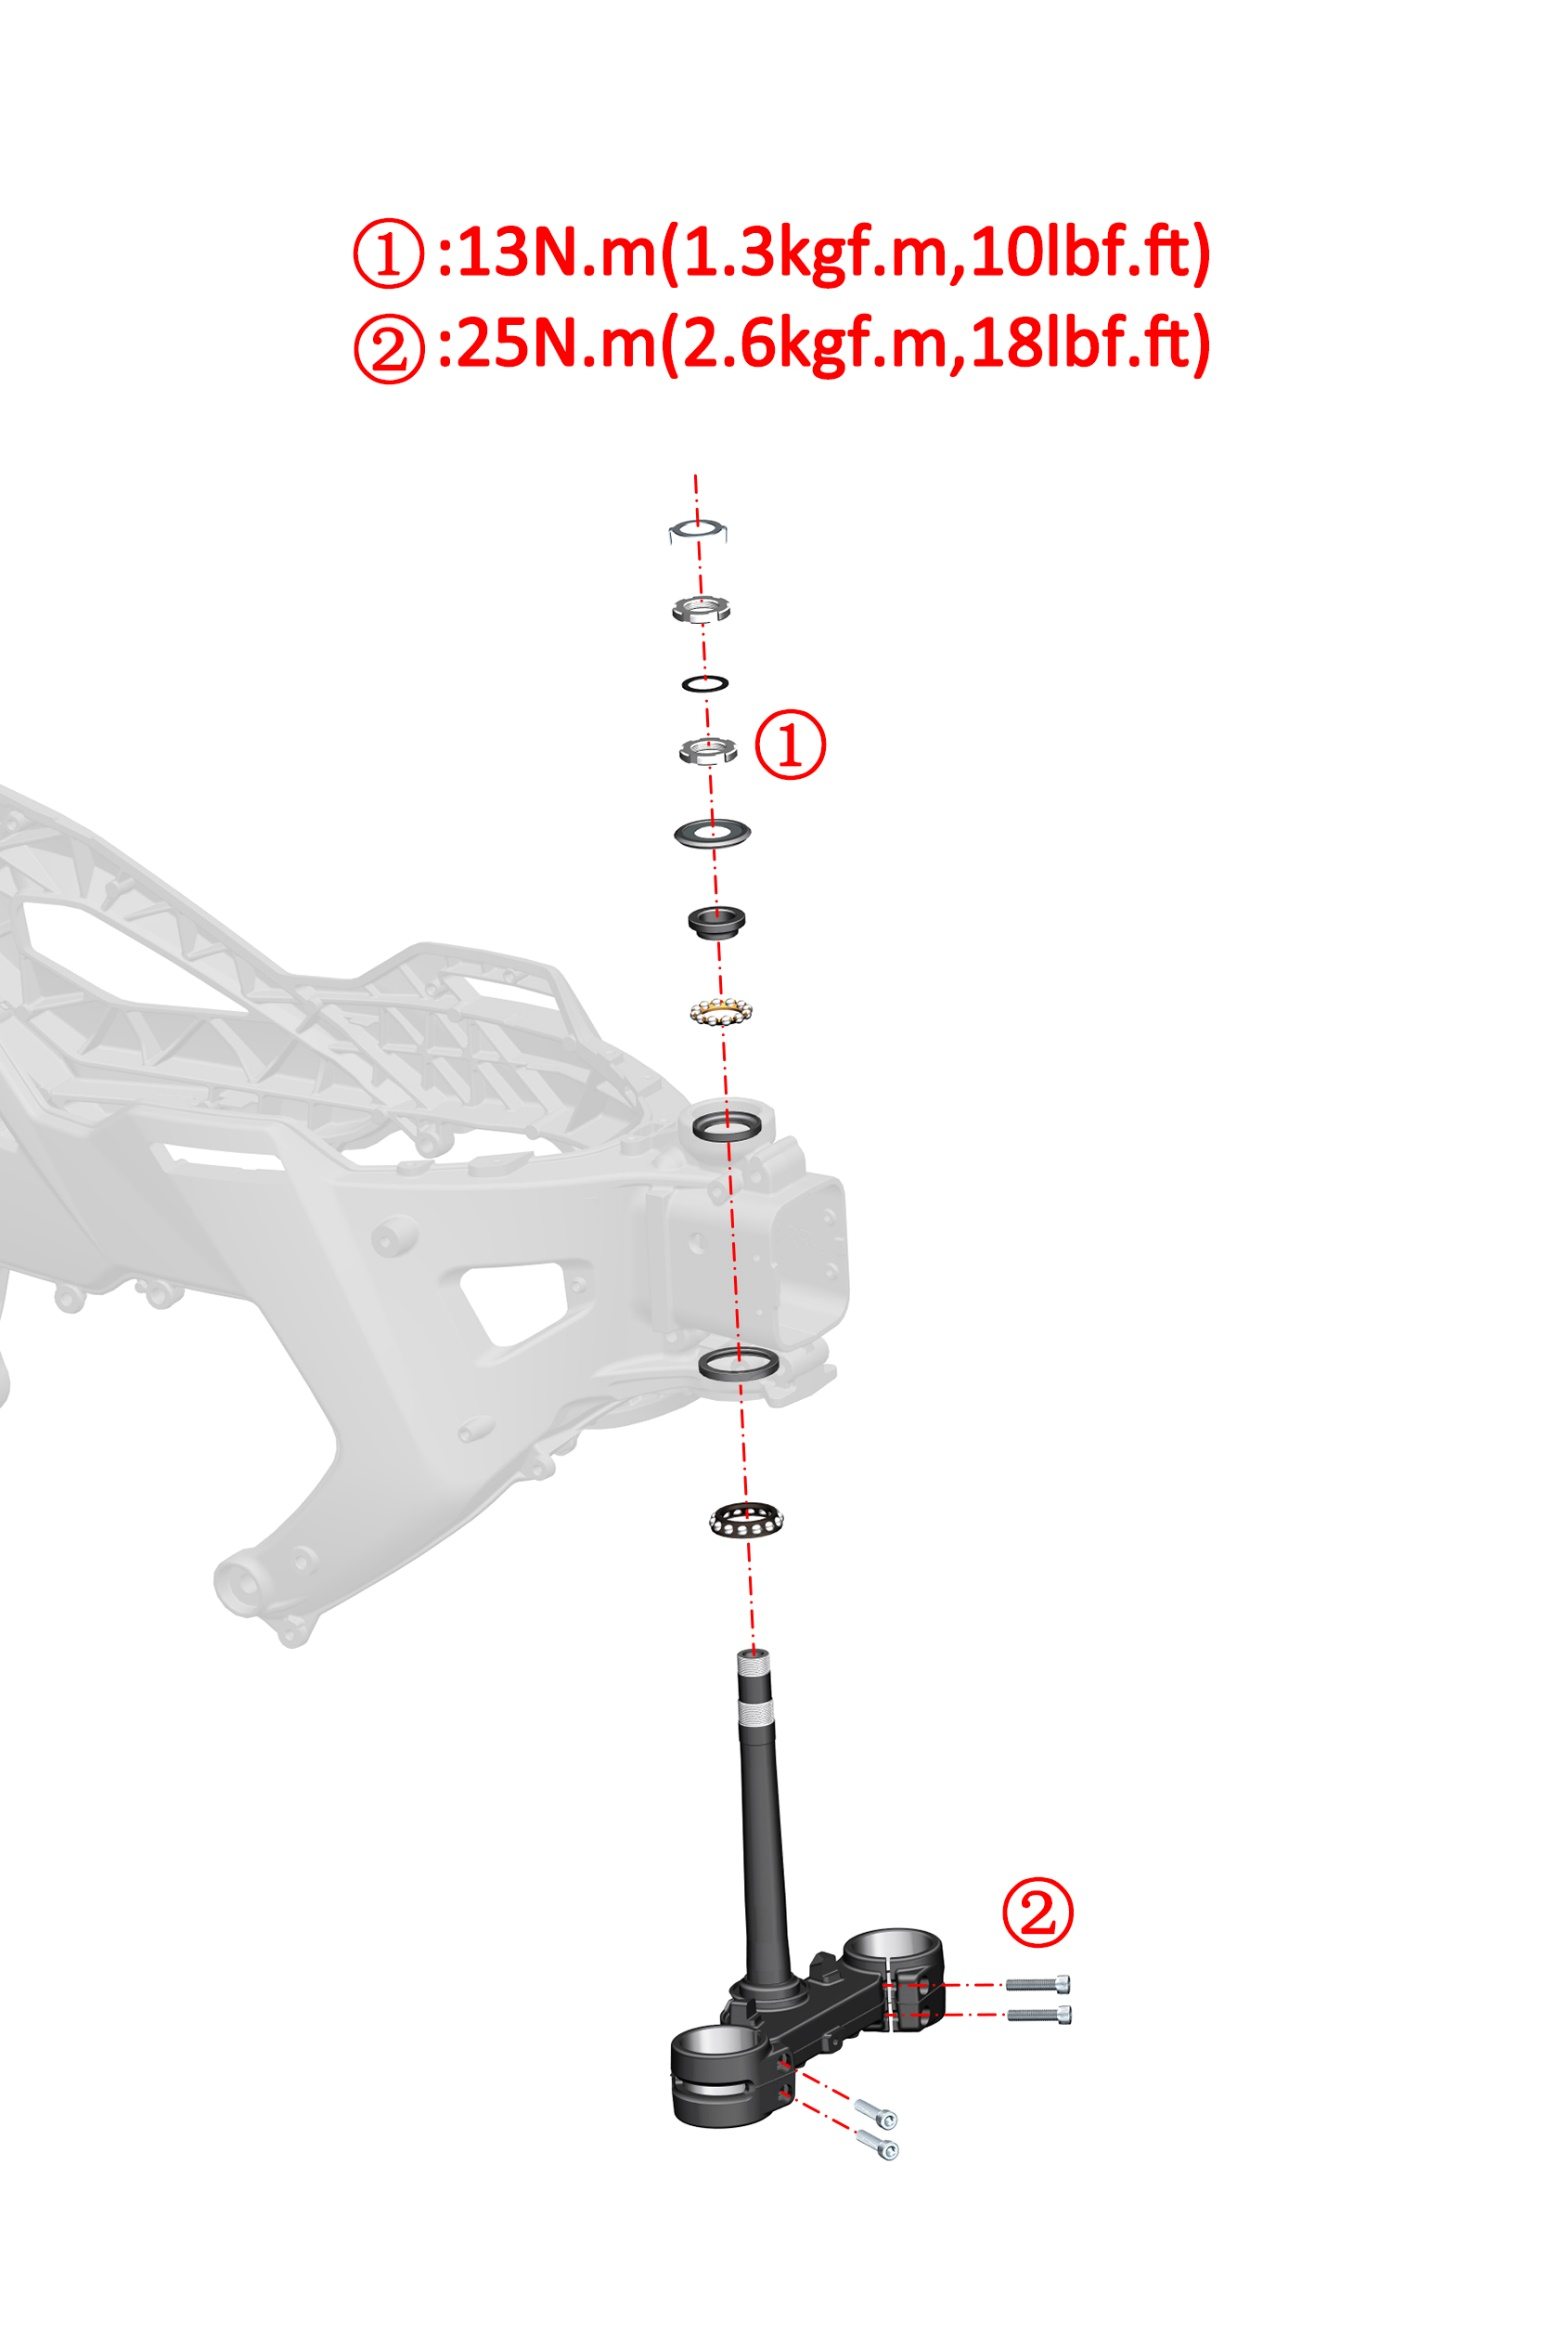 ①:13N.m(1.3kgf.m,10lbf.ft)
②:25N.m(2.6kgf.m,18lbf.ft)
①
②